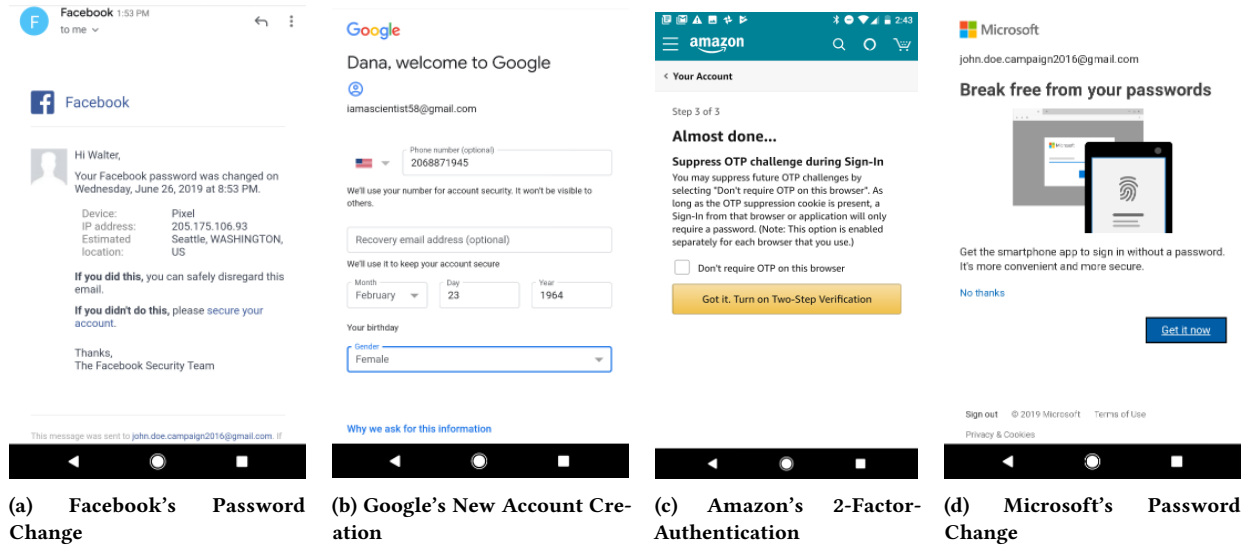 Facebook 1:53 PM
to me
F
Facebook
Hi Walter,
Your Facebook password was changed on
Wednesday, June 26, 2019 at 8:53 PM.
Device: Pixel
IP address: 205.175.106.93
Estimated Seattle, WASHINGTON,
location: US
If you did this, you can safely disregard this
email.
If you didn't do this, please secure your
account.
Thanks,
The Facebook Security Team
This message was sent to john.doe.campaign2016@gmail.com. If
(a) Facebook's Password
Change
Google
Dana, welcome to Google
iamascientist58@gmail.com
Phone number (optional)
2068871945
We'll use your number for account security. It won't be visible to
others.
Recovery email address (optional)
We'll use it to keep your account secure
Month Day Year
February 23 1964
Your birthday
Gender
Female
Why we ask for this information
(b) Google's New Account Cre-
ation
2:43
amazon
< Your Account
Step 3 of 3
Almost done...
Suppress OTP challenge during Sign-In
You may suppress future OTP challenges by
selecting "Don't require OTP on this browser". As
long as the OTP suppression cookie is present, a
Sign-In from that browser or application will only
require a password. (Note: This option is enabled
separately for each browser that you use.)
Don't require OTP on this browser
Got it. Turn on Two-Step Verification
(c) Amazon's 2-Factor-
Authentication
Microsoft
john.doe.campaign2016@gmail.com
Break free from your passwords
Microsoft
Get the smartphone app to sign in without a password.
It's more convenient and more secure.
No thanks
Get it now
Sign out © 2019 Microsoft Terms of Use
Privacy & Cookies
(d) Microsoft's Password
Change